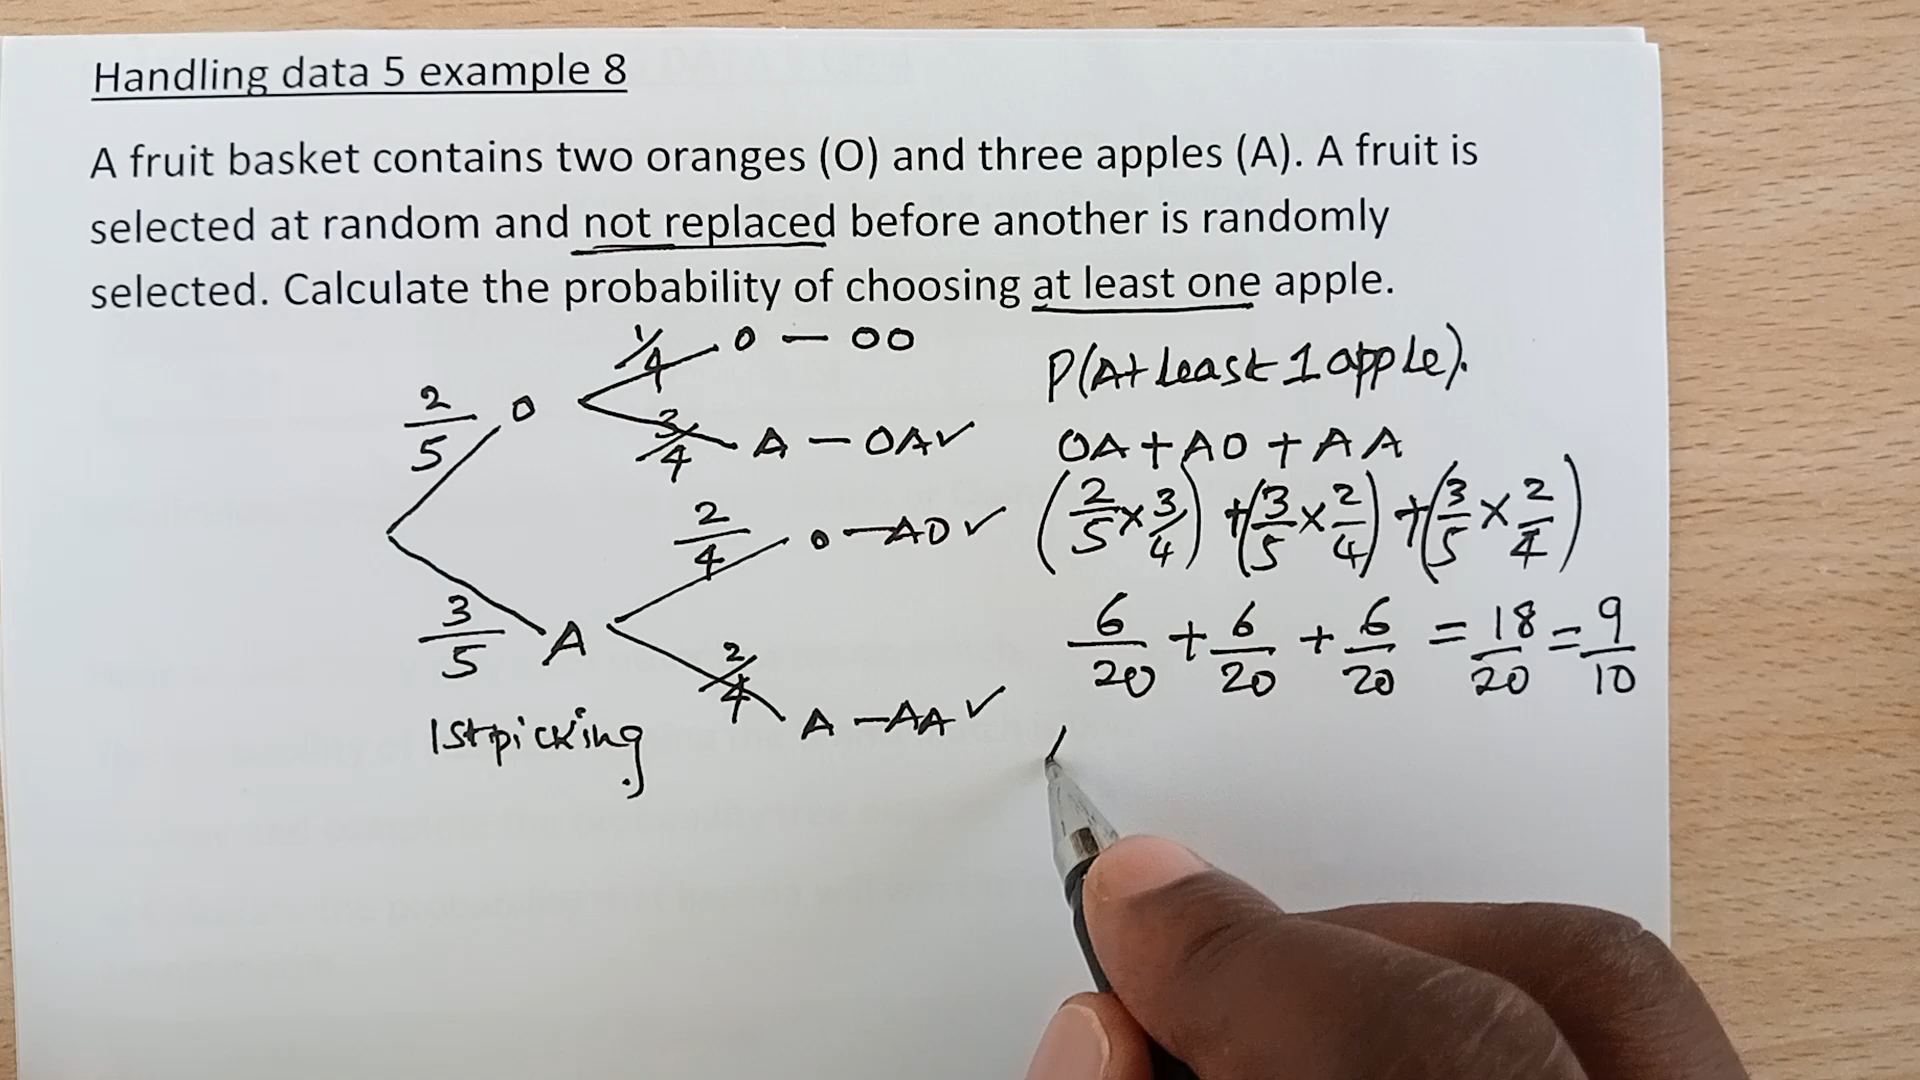 Handling data 5 example 8
A fruit basket contains two oranges (O) and three apples (A). A fruit is
selected at random and not replaced before another is randomly
selected. Calculate the probability of choosing at least one apple.
1/4 O — OO
2/5 O
3/4 A — OA✓
2/4 O — AO ✓
3/5 A
2/4 A — AA ✓
1st picking
P(At least 1 apple).
OA + AO + AA
(2/5 × 3/4) + (3/5 × 2/4) + (3/5 × 2/4)
6/20 + 6/20 + 6/20 = 18/20 = 9/10